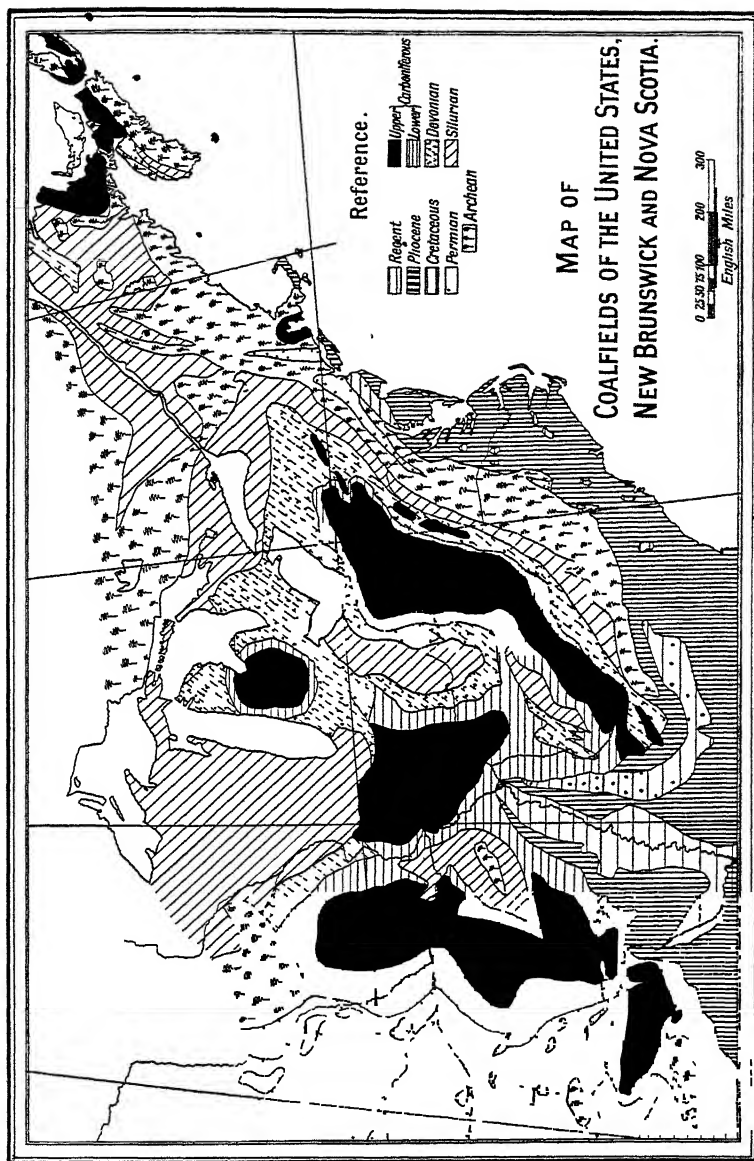 Reference.
Recent
Pliocene
Cretaceous
Permian
Upper
Lower
Carboniferous
Devonian
Silurian
Archean
MAP OF
COALFIELDS OF THE UNITED STATES,
NEW BRUNSWICK AND NOVA SCOTIA.
0 25 50 75 100 200 300
English Miles